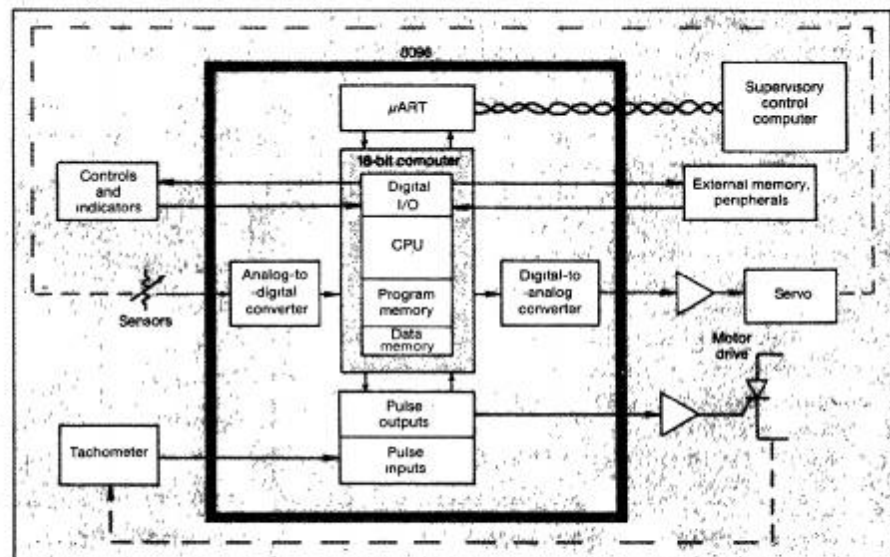 8096
μART
Supervisory
control
computer
16-bit computer
Controls
and
indicators
Digital
I/O
External memory,
peripherals
CPU
Analog-to
-digital
converter
Program
memory
Data
memory
Digital-to
-analog
converter
Servo
Sensors
Motor
drive
Pulse
outputs
Tachometer
Pulse
inputs